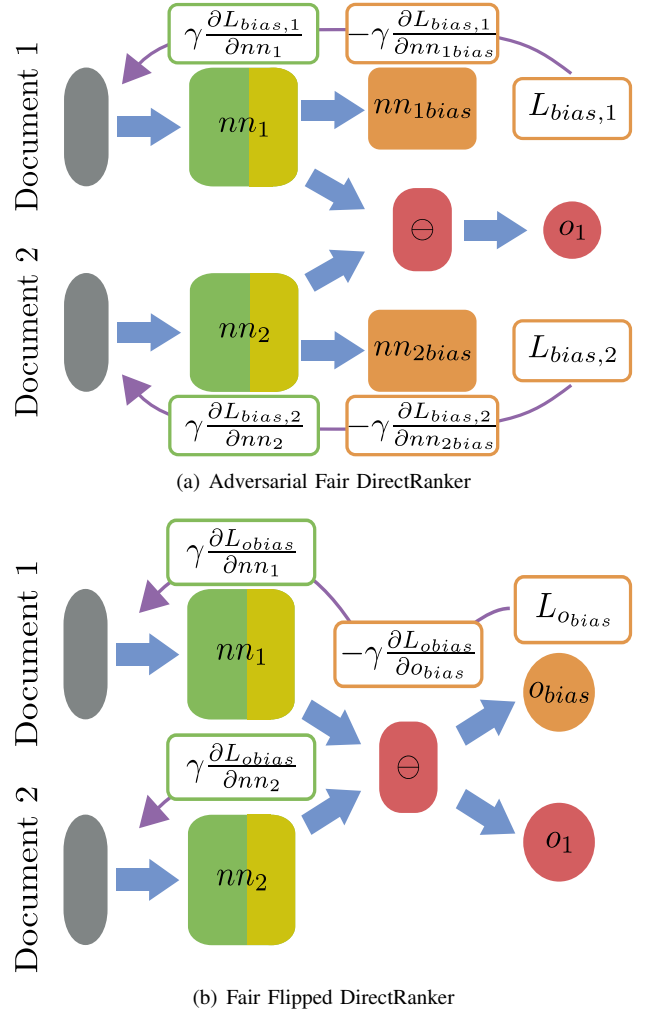 Document 1
γ ∂L_{bias,1}/∂nn_1
−γ ∂L_{bias,1}/∂nn_{1bias}
nn_1
nn_{1bias}
L_{bias,1}
⊖
o_1
Document 2
nn_2
nn_{2bias}
L_{bias,2}
γ ∂L_{bias,2}/∂nn_2
−γ ∂L_{bias,2}/∂nn_{2bias}
(a) Adversarial Fair DirectRanker
Document 1
γ ∂L_{obias}/∂nn_1
L_{o_{bias}}
nn_1
−γ ∂L_{obias}/∂o_{bias}
o_{bias}
γ ∂L_{obias}/∂nn_2
⊖
Document 2
nn_2
o_1
(b) Fair Flipped DirectRanker